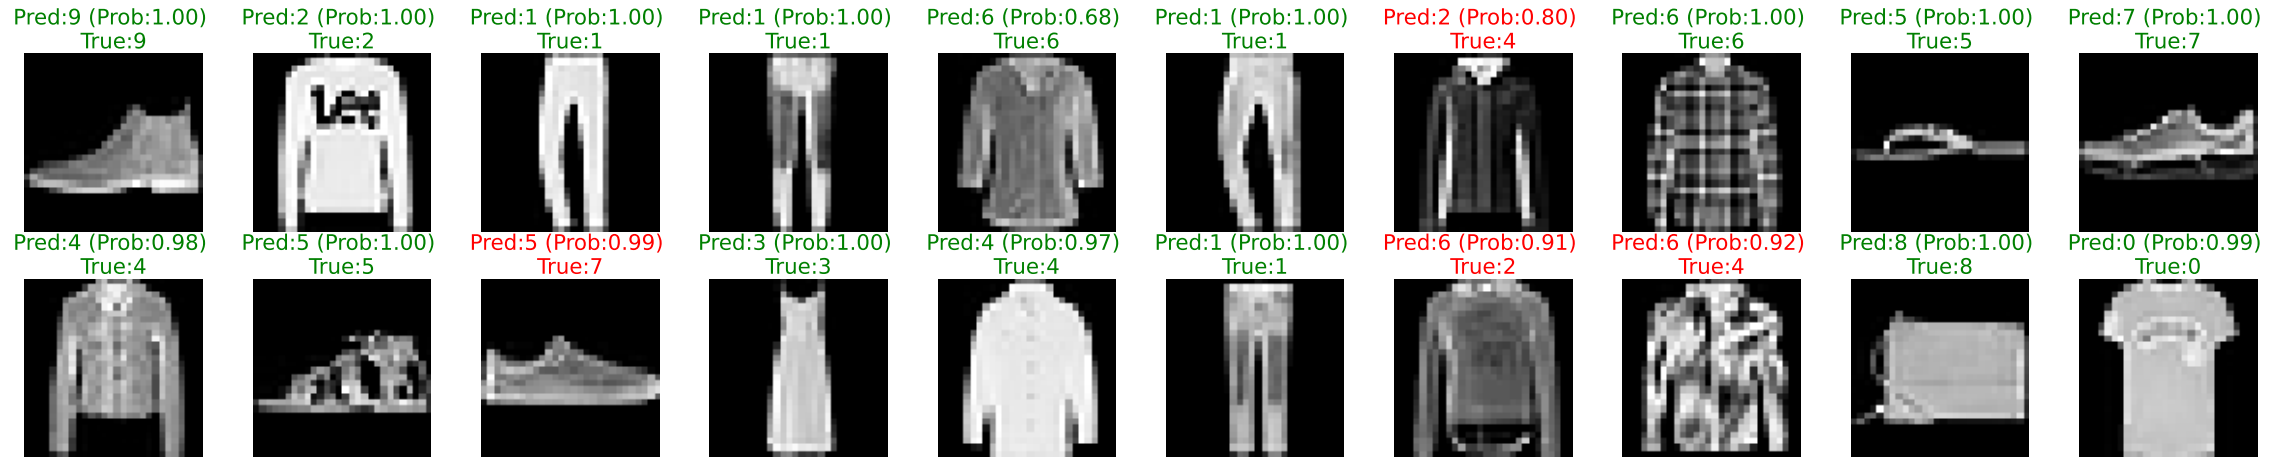 Pred:9 (Prob:1.00) Pred:2 (Prob:1.00) Pred:1 (Prob:1.00) Pred:1 (Prob:1.00) Pred:6 (Prob:0.68) Pred:1 (Prob:1.00) Pred:2 (Prob:0.80) Pred:6 (Prob:1.00) Pred:5 (Prob:1.00) Pred:7 (Prob:1.00)
True:9 True:2 True:1 True:1 True:6 True:1 True:4 True:6 True:5 True:7
Lee
Pred:4 (Prob:0.98) Pred:5 (Prob:1.00) Pred:5 (Prob:0.99) Pred:3 (Prob:1.00) Pred:4 (Prob:0.97) Pred:1 (Prob:1.00) Pred:6 (Prob:0.91) Pred:6 (Prob:0.92) Pred:8 (Prob:1.00) Pred:0 (Prob:0.99)
True:4 True:5 True:7 True:3 True:4 True:1 True:2 True:4 True:8 True:0